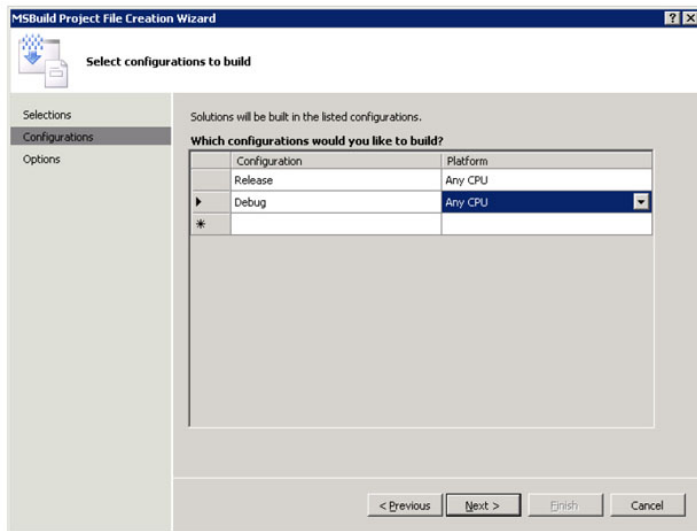 MSBuild Project File Creation Wizard
Select configurations to build
Selections
Configurations
Options
Solutions will be built in the listed configurations.
Which configurations would you like to build?
Configuration Platform
Release Any CPU
Debug Any CPU
< Previous Next > Finish Cancel